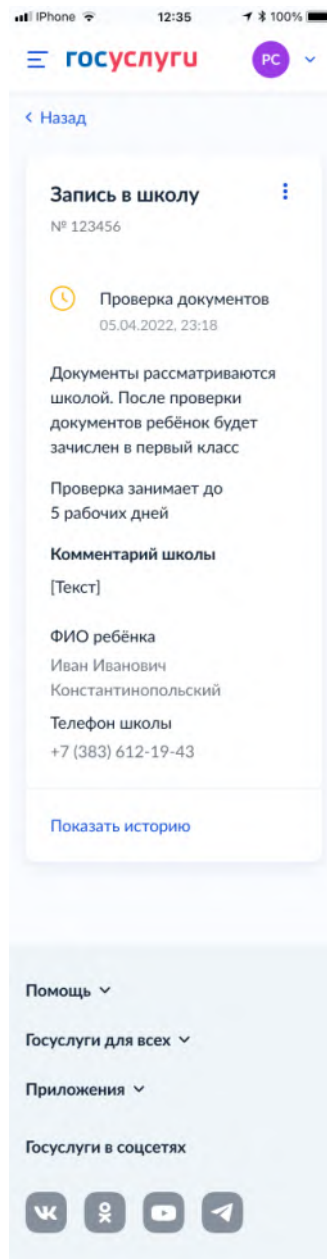 iPhone 12:35 100%
госуслуги РС
Назад
Запись в школу
№ 123456
Проверка документов
05.04.2022, 23:18
Документы рассматриваются
школой. После проверки
документов ребёнок будет
зачислен в первый класс
Проверка занимает до
5 рабочих дней
Комментарий школы
[Текст]
ФИО ребёнка
Иван Иванович
Константинопольский
Телефон школы
+7 (383) 612-19-43
Показать историю
Помощь
Госуслуги для всех
Приложения
Госуслуги в соцсетях